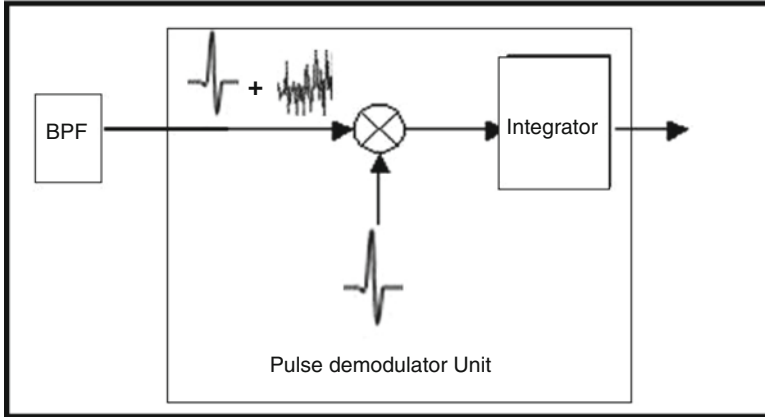 +
BPF
Integrator
Pulse demodulator Unit